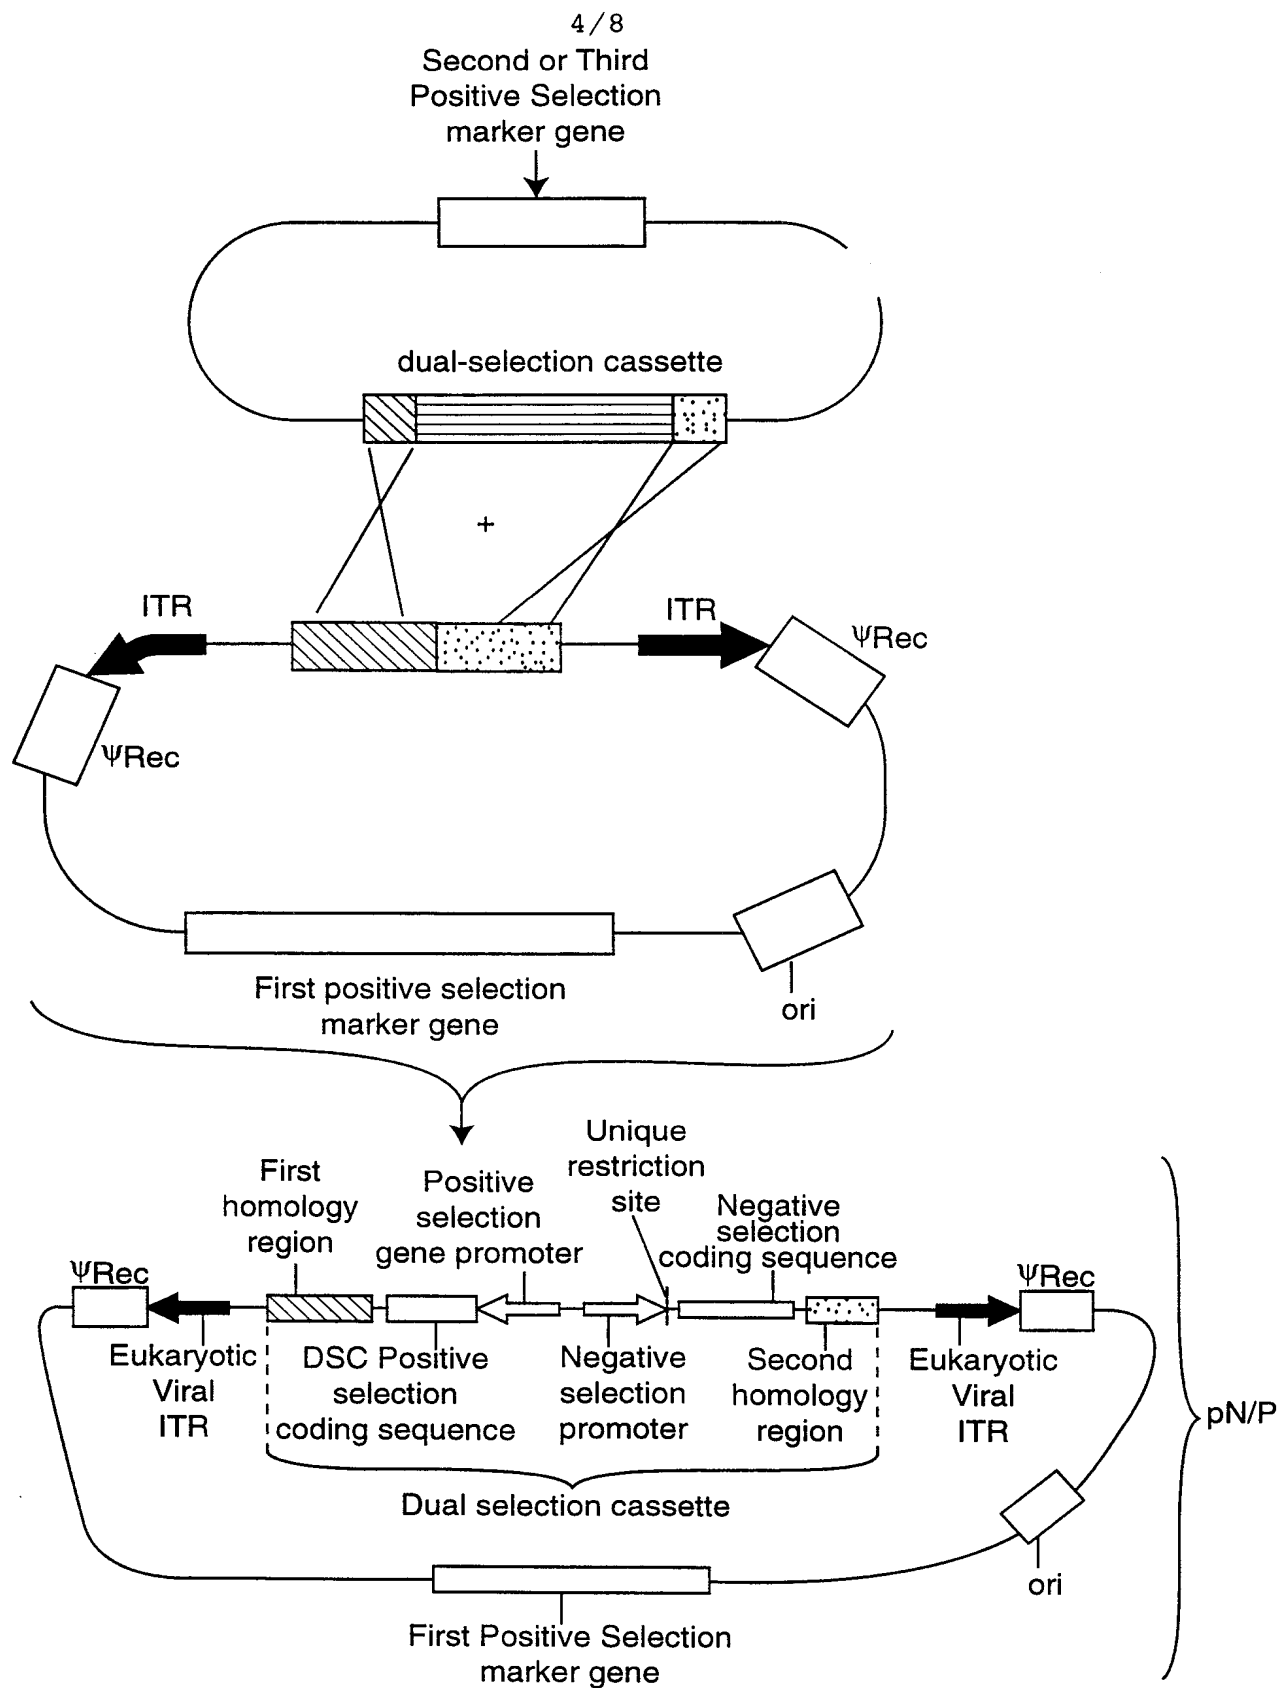 4/8
Second or Third
Positive Selection
marker gene
dual-selection cassette
+
ITR
ITR
ΨRec
ΨRec
First positive selection
marker gene
ori
Unique
restriction
site
First
homology
region
Positive
selection
gene promoter
Negative
selection
coding sequence
ΨRec
ΨRec
Eukaryotic
Viral
ITR
DSC Positive
selection
coding sequence
Negative
selection
promoter
Second
homology
region
Eukaryotic
Viral
ITR
pN/P
Dual selection cassette
ori
First Positive Selection
marker gene